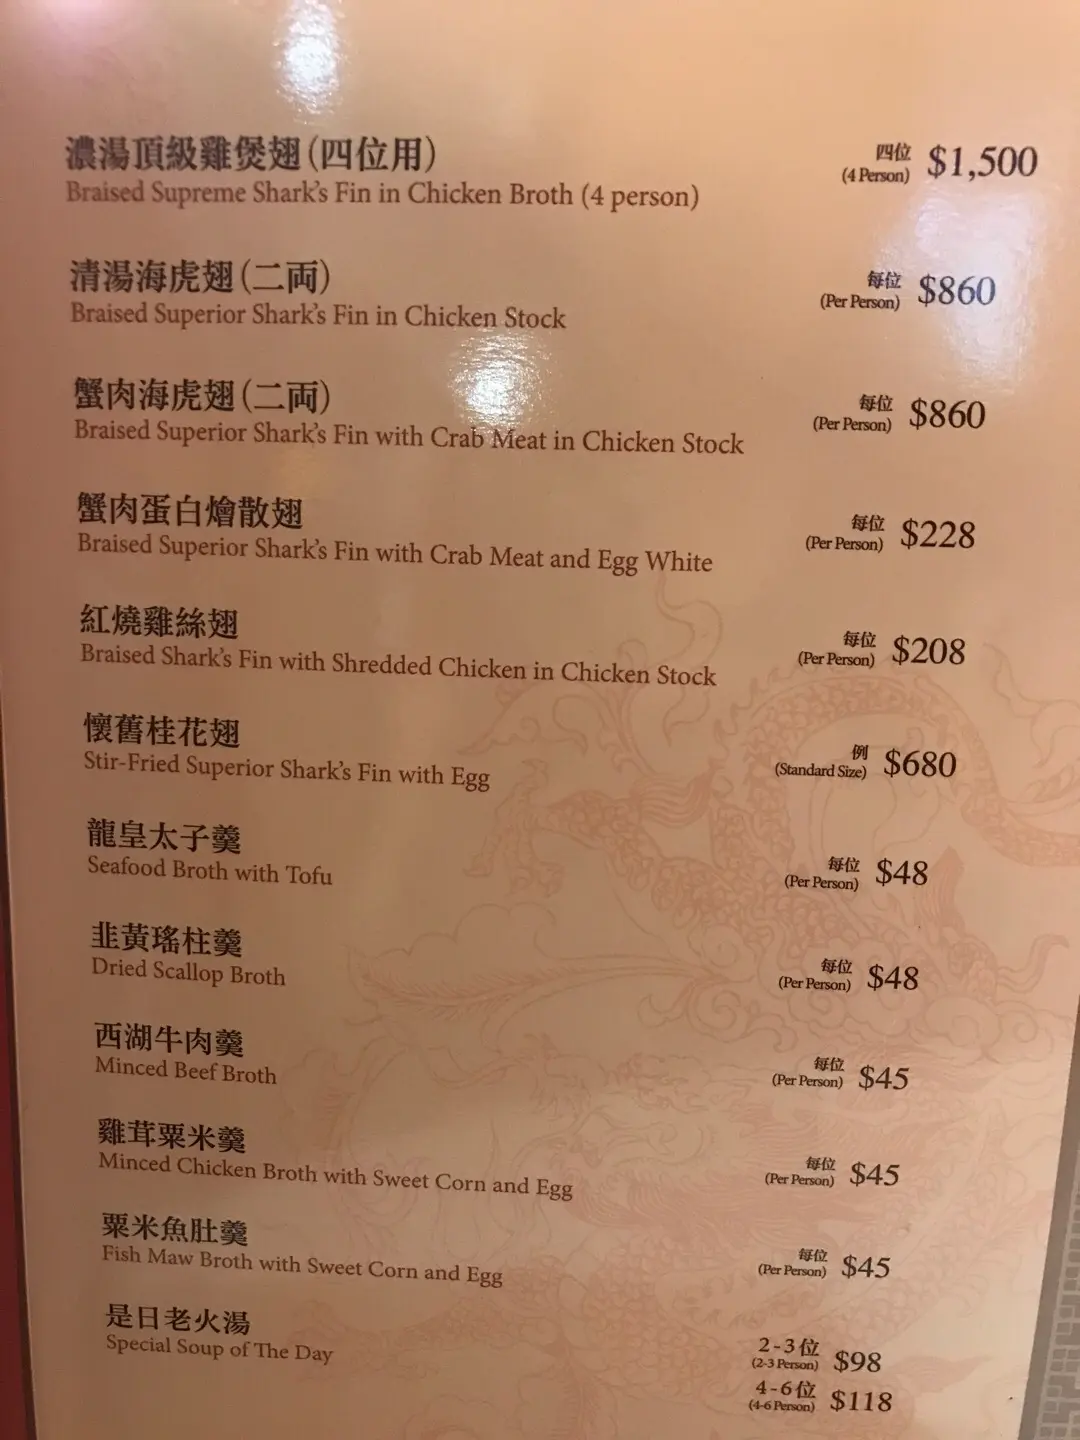 濃湯頂級雞煲翅(四位用)
Braised Supreme Shark's Fin in Chicken Broth (4 person)
四位
(4 Person) $1,500
清湯海虎翅(二両)
Braised Superior Shark's Fin in Chicken Stock
每位
(Per Person) $860
蟹肉海虎翅(二両)
Braised Superior Shark's Fin with Crab Meat in Chicken Stock
每位
(Per Person) $860
蟹肉蛋白燴散翅
Braised Superior Shark's Fin with Crab Meat and Egg White
每位
(Per Person) $228
紅燒雞絲翅
Braised Shark's Fin with Shredded Chicken in Chicken Stock
每位
(Per Person) $208
懷舊桂花翅
Stir-Fried Superior Shark's Fin with Egg
例
(Standard Size) $680
龍皇太子羹
Seafood Broth with Tofu
每位
(Per Person) $48
韭黃瑤柱羹
Dried Scallop Broth
每位
(Per Person) $48
西湖牛肉羹
Minced Beef Broth
每位
(Per Person) $45
雞茸粟米羹
Minced Chicken Broth with Sweet Corn and Egg
每位
(Per Person) $45
粟米魚肚羹
Fish Maw Broth with Sweet Corn and Egg
每位
(Per Person) $45
是日老火湯
Special Soup of The Day
2-3位
(2-3 Person) $98
4-6位
(4-6 Person) $118